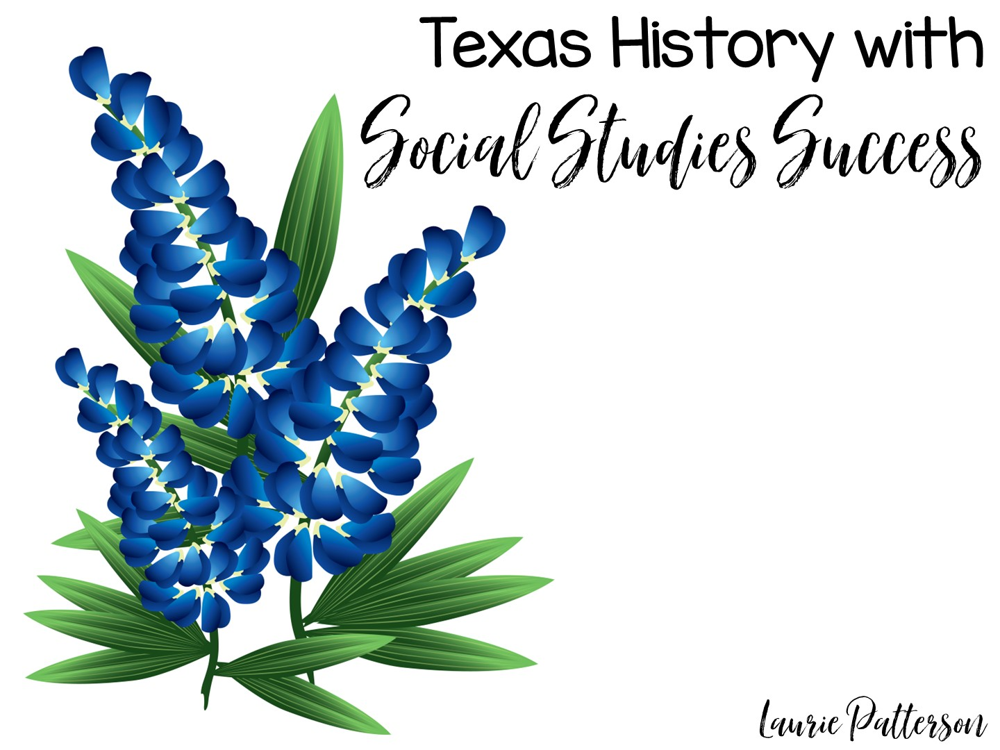 Texas History with
Social Studies Success
Laurie Patterson